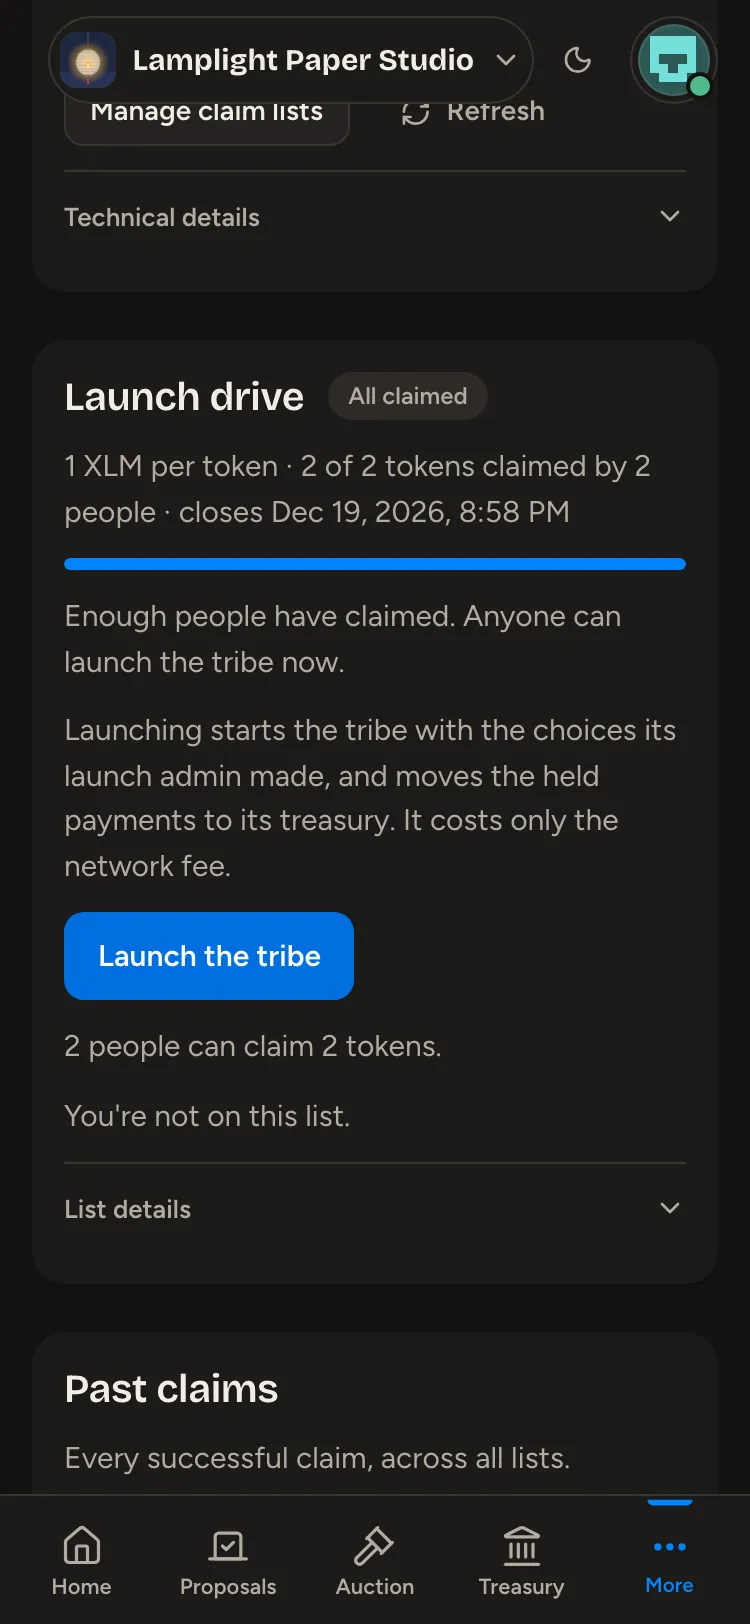 Lamplight Paper Studio
Manage claim lists
Refresh
Technical details
Launch drive
All claimed
1 XLM per token · 2 of 2 tokens claimed by 2
people · closes Dec 19, 2026, 8:58 PM
Enough people have claimed. Anyone can
launch the tribe now.
Launching starts the tribe with the choices its
launch admin made, and moves the held
payments to its treasury. It costs only the
network fee.
Launch the tribe
2 people can claim 2 tokens.
You're not on this list.
List details
Past claims
Every successful claim, across all lists.
Home
Proposals
Auction
Treasury
More